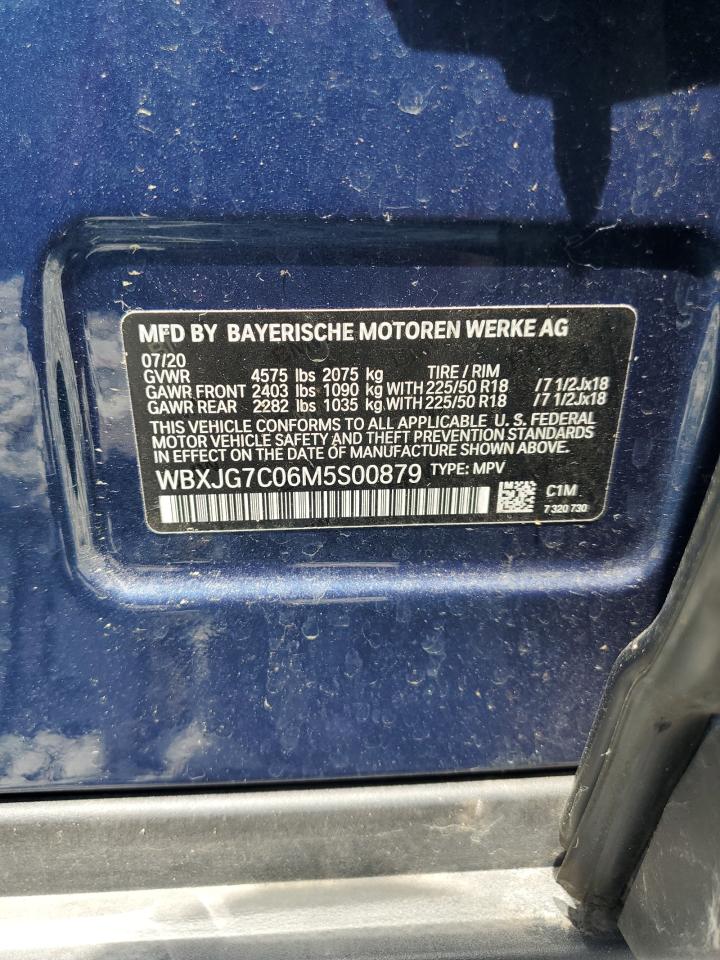 MFD BY BAYERISCHE MOTOREN WERKE AG
07/20
GVWR 4575 lbs 2075 kg TIRE / RIM
GAWR FRONT 2403 lbs 1090 kg WITH 225/50 R18 /7 1/2Jx18
GAWR REAR 2282 lbs 1035 kg WITH 225/50 R18 /7 1/2Jx18
THIS VEHICLE CONFORMS TO ALL APPLICABLE U. S. FEDERAL
MOTOR VEHICLE SAFETY AND THEFT PREVENTION STANDARDS
IN EFFECT ON THE DATE OF MANUFACTURE SHOWN ABOVE.
WBXJG7C06M5S00879 TYPE: MPV
C1M
7 320 730